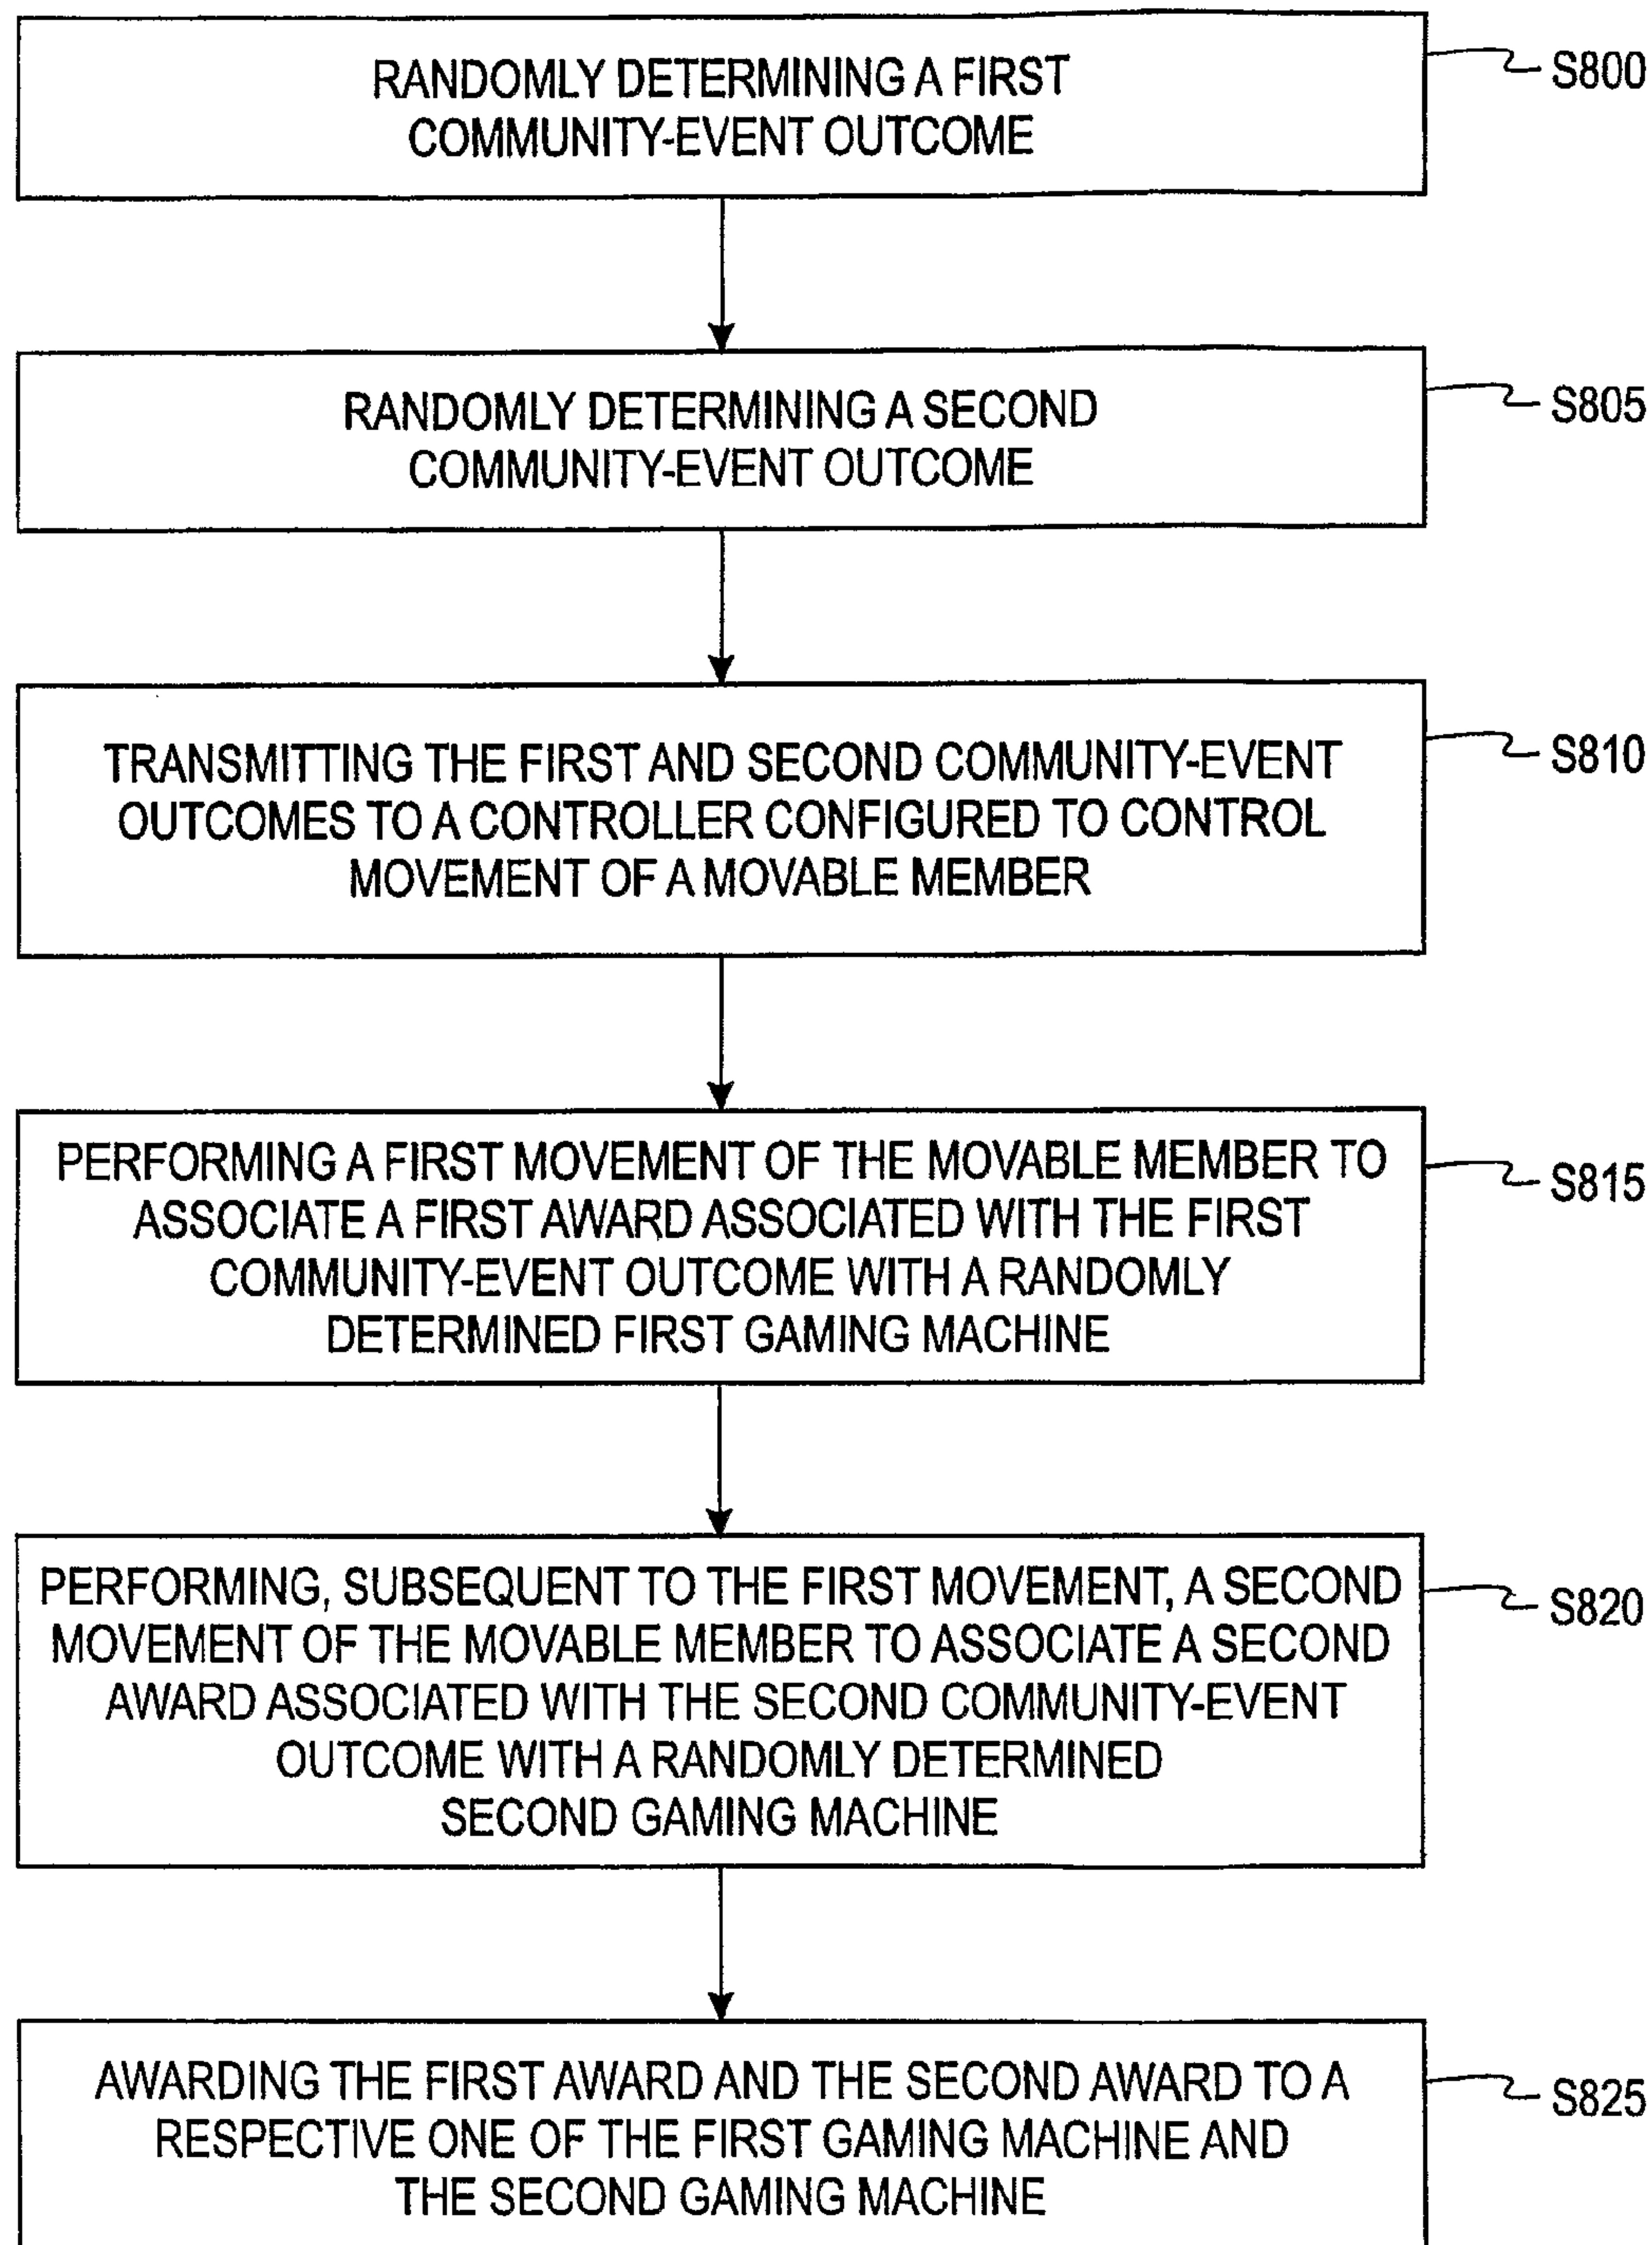 RANDOMLY DETERMINING A FIRST
COMMUNITY-EVENT OUTCOME
S800
RANDOMLY DETERMINING A SECOND
COMMUNITY-EVENT OUTCOME
S805
TRANSMITTING THE FIRST AND SECOND COMMUNITY-EVENT
OUTCOMES TO A CONTROLLER CONFIGURED TO CONTROL
MOVEMENT OF A MOVABLE MEMBER
S810
PERFORMING A FIRST MOVEMENT OF THE MOVABLE MEMBER TO
ASSOCIATE A FIRST AWARD ASSOCIATED WITH THE FIRST
COMMUNITY-EVENT OUTCOME WITH A RANDOMLY
DETERMINED FIRST GAMING MACHINE
S815
PERFORMING, SUBSEQUENT TO THE FIRST MOVEMENT, A SECOND
MOVEMENT OF THE MOVABLE MEMBER TO ASSOCIATE A SECOND
AWARD ASSOCIATED WITH THE SECOND COMMUNITY-EVENT
OUTCOME WITH A RANDOMLY DETERMINED
SECOND GAMING MACHINE
S820
AWARDING THE FIRST AWARD AND THE SECOND AWARD TO A
RESPECTIVE ONE OF THE FIRST GAMING MACHINE AND
THE SECOND GAMING MACHINE
S825